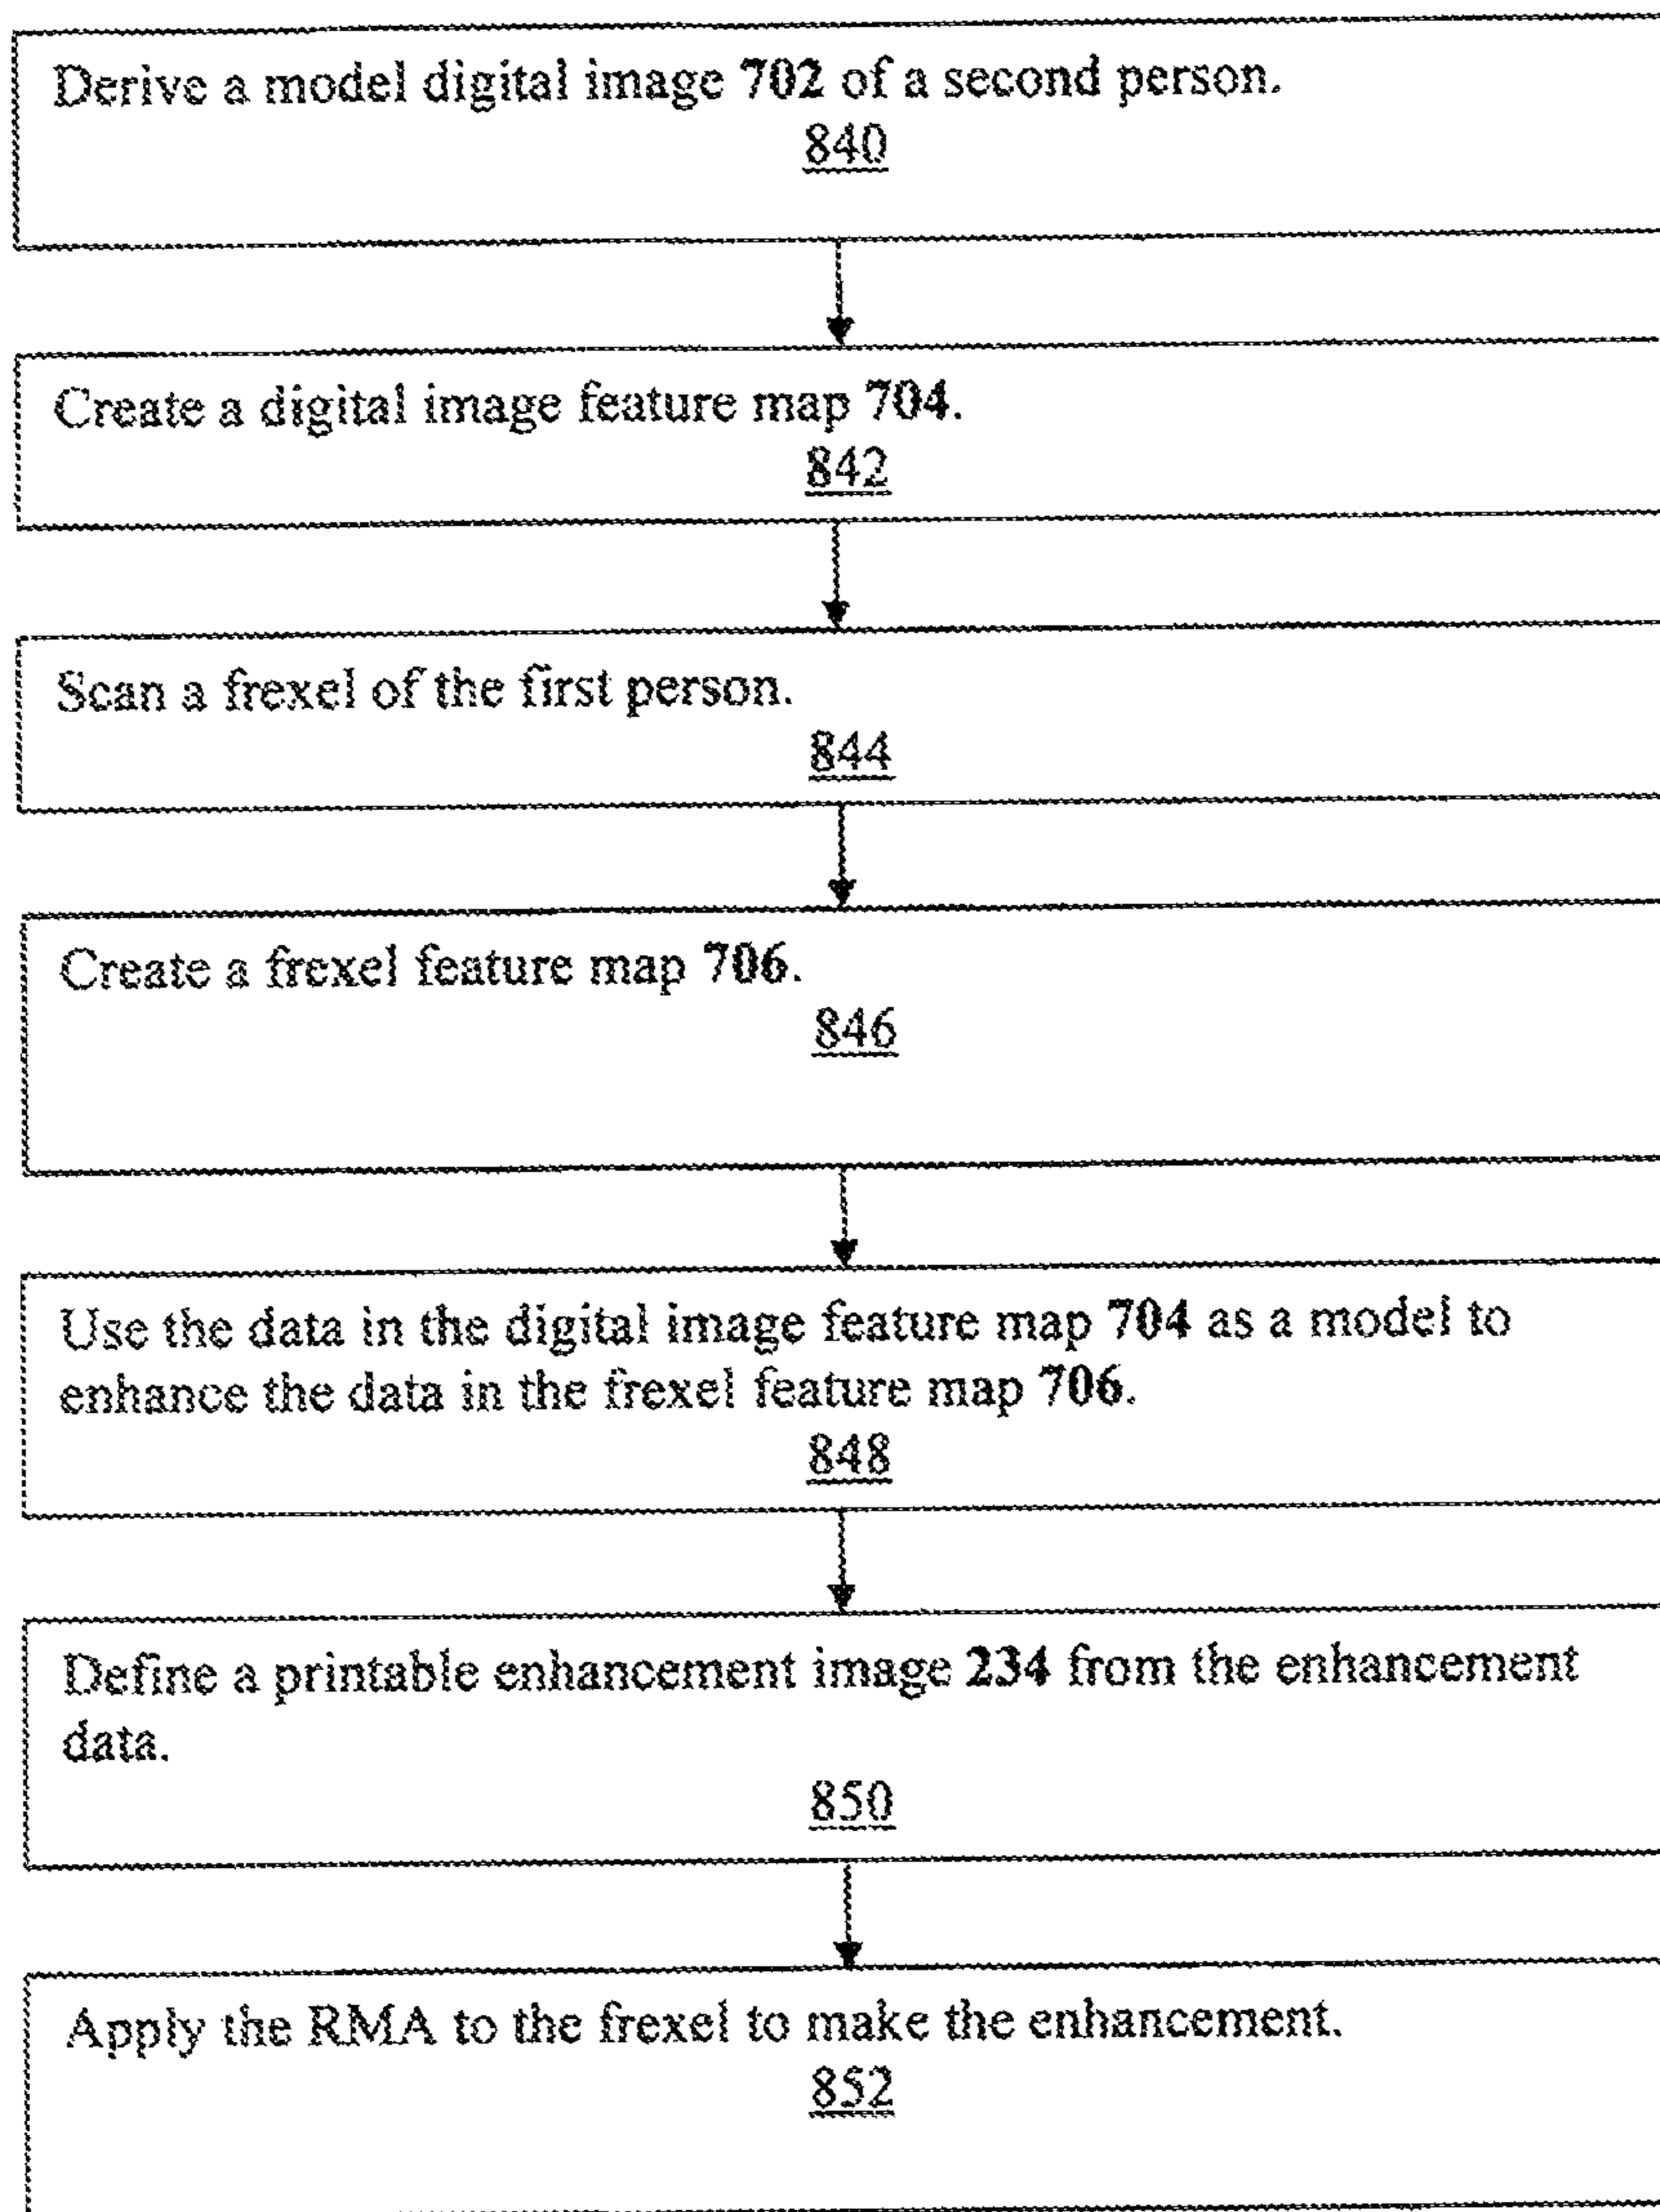 Derive a model digital image 702 of a second person.
840
Create a digital image feature map 704.
842
Scan a frexel of the first person.
844
Create a frexel feature map 706.
846
Use the data in the digital image feature map 704 as a model to
enhance the data in the frexel feature map 706.
848
Define a printable enhancement image 234 from the enhancement
data.
850
Apply the RMA to the frexel to make the enhancement.
852